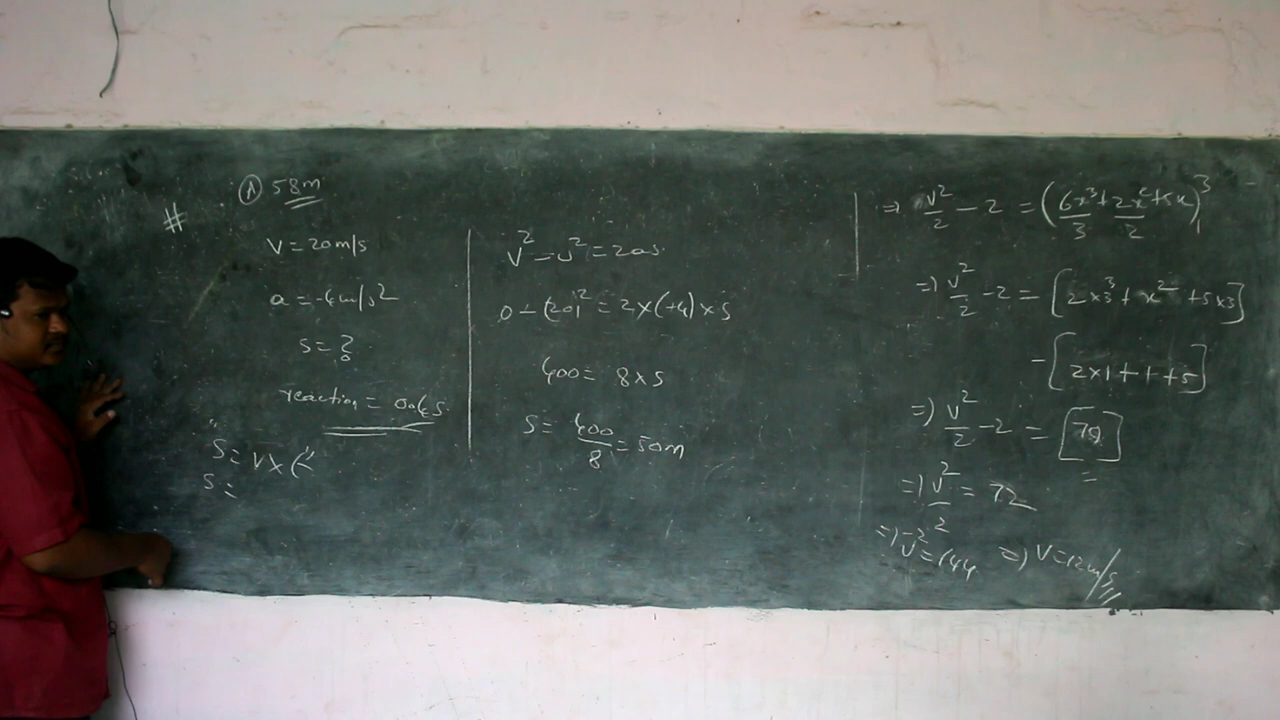 Ⓐ 58m
#
V = 20 m/s
a = -4 m/s²
s = ?
reaction = 0.4 s
"S = V × t"
S =
V² - u² = 2as
0 - (20)² = 2 × (-4) × s
400 = 8 × s
s = 400/8 = 50m
⇒ v²/2 - 2 = (6x³/3 + 2x²/2 + 5x)³₁
⇒ v²/2 - 2 = [2×3³ + x² + 5×3]
- [2×1 + 1 + 5]
⇒ v²/2 - 2 = 70
⇒ v²/2 = 72
⇒ v² = 144 ⇒ V = 12 m/s